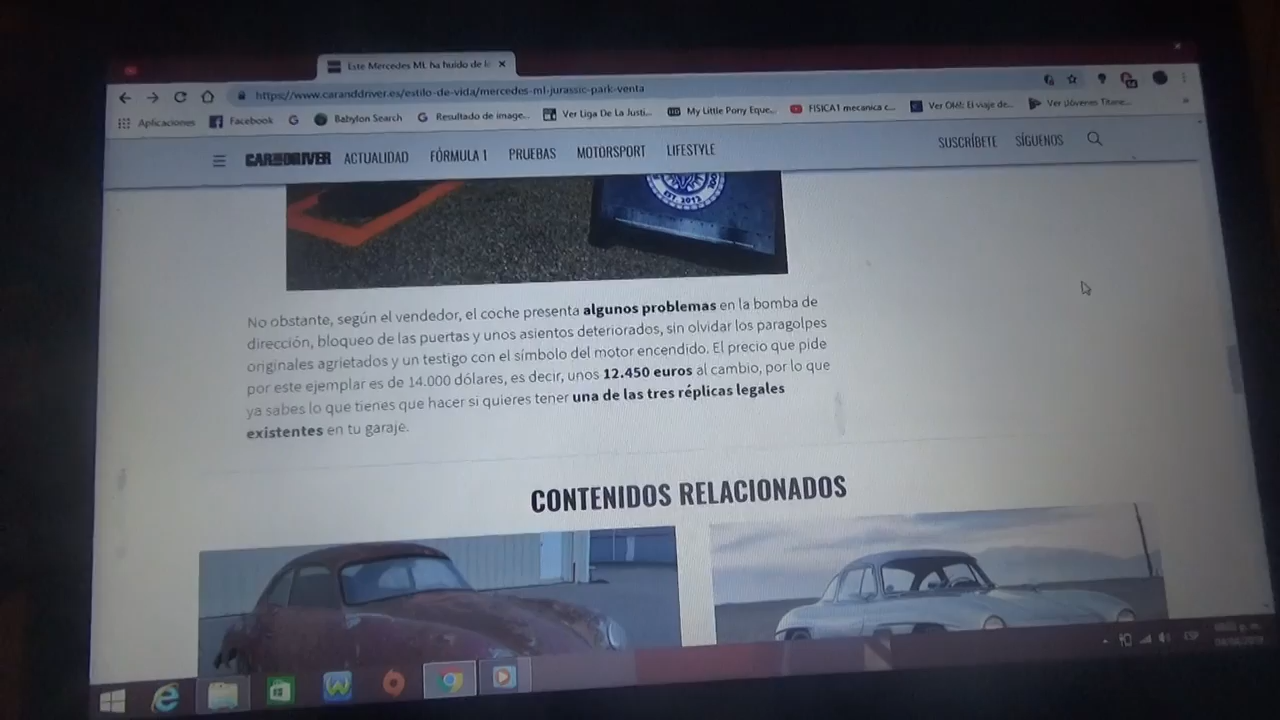 Este Mercedes ML ha huido de
https://www.caranddriver.es/estilo-de-vida/mercedes-ml-jurassic-park-venta
Aplicaciones Facebook Babylon Search Resultado de image... Ver Liga De La Justi... My Little Pony Eque... FISICA1 mecanica c... Ver El viaje de... Ver Jóvenes Titane...
CAR AND DRIVER ACTUALIDAD FÓRMULA 1 PRUEBAS MOTORSPORT LIFESTYLE SUSCRÍBETE SÍGUENOS
EST. 2012
No obstante, según el vendedor, el coche presenta algunos problemas en la bomba de
dirección, bloqueo de las puertas y unos asientos deteriorados, sin olvidar los paragolpes
originales agrietados y un testigo con el símbolo del motor encendido. El precio que pide
por este ejemplar es de 14.000 dólares, es decir, unos 12.450 euros al cambio, por lo que
ya sabes lo que tienes que hacer si quieres tener una de las tres réplicas legales
existentes en tu garaje.
CONTENIDOS RELACIONADOS
ESP